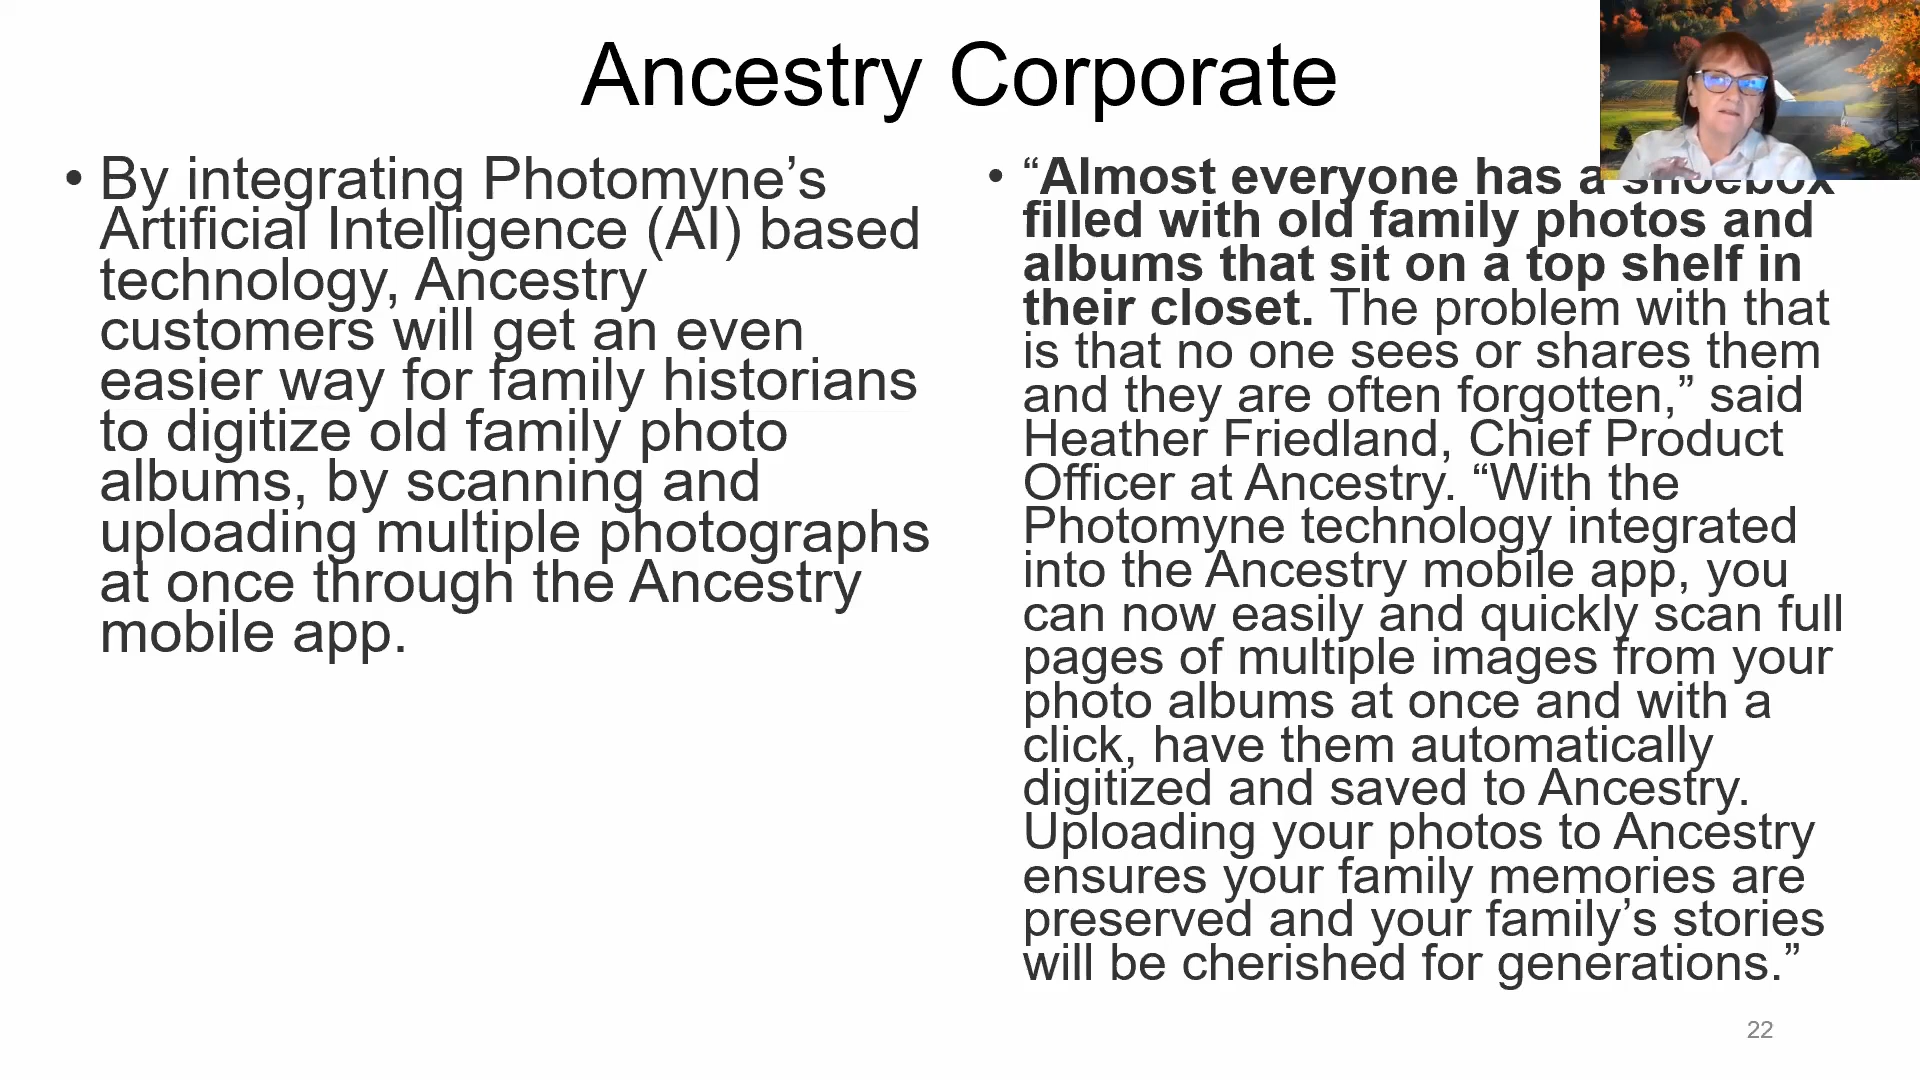 Ancestry Corporate
• By integrating Photomyne’s
Artificial Intelligence (AI) based
technology, Ancestry
customers will get an even
easier way for family historians
to digitize old family photo
albums, by scanning and
uploading multiple photographs
at once through the Ancestry
mobile app.
• “Almost everyone has a shoebox
filled with old family photos and
albums that sit on a top shelf in
their closet. The problem with that
is that no one sees or shares them
and they are often forgotten,” said
Heather Friedland, Chief Product
Officer at Ancestry. “With the
Photomyne technology integrated
into the Ancestry mobile app, you
can now easily and quickly scan full
pages of multiple images from your
photo albums at once and with a
click, have them automatically
digitized and saved to Ancestry.
Uploading your photos to Ancestry
ensures your family memories are
preserved and your family’s stories
will be cherished for generations.”
22